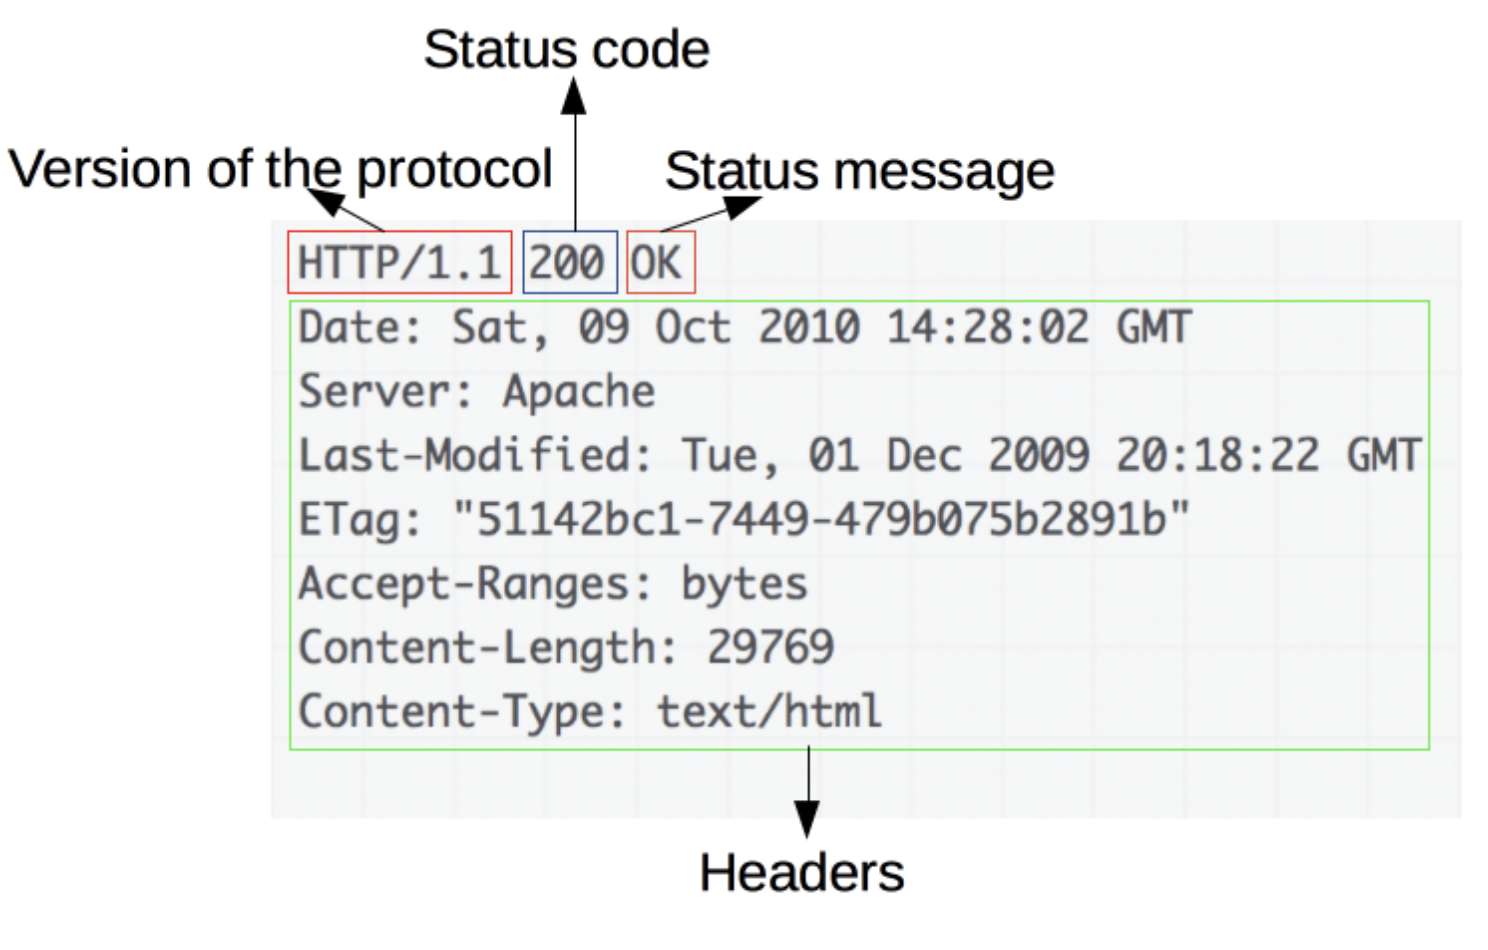 Status code
Version of the protocol
Status message
HTTP/1.1 200 OK
Date: Sat, 09 Oct 2010 14:28:02 GMT
Server: Apache
Last-Modified: Tue, 01 Dec 2009 20:18:22 GMT
ETag: "51142bc1-7449-479b075b2891b"
Accept-Ranges: bytes
Content-Length: 29769
Content-Type: text/html
Headers